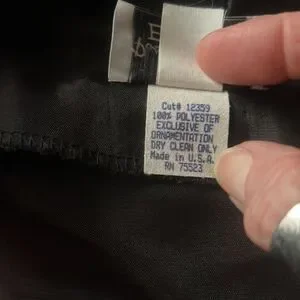 Cut# 12359
100% POLYESTER
EXCLUSIVE OF
ORNAMENTATION
DRY CLEAN ONLY
Made in U.S.A.
RN 75523